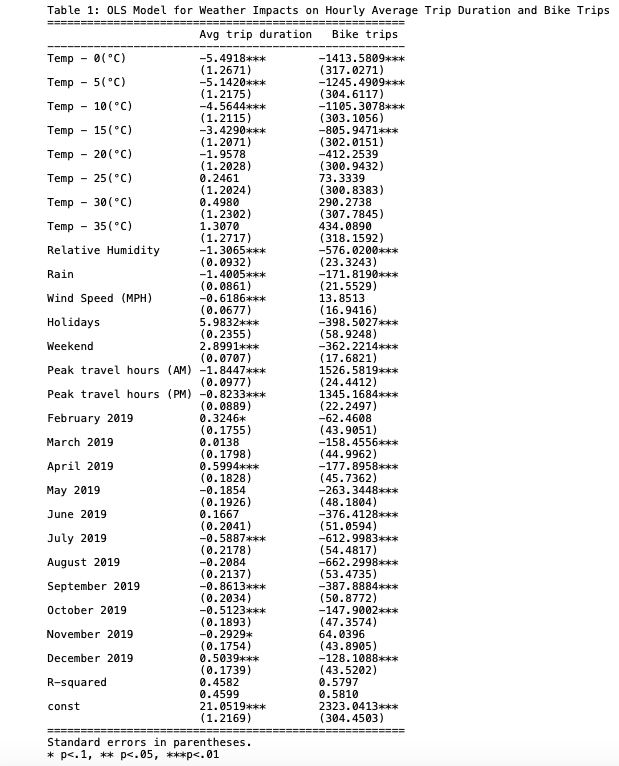 Table 1: OLS Model for Weather Impacts on Hourly Average Trip Duration and Bike Trips
======================================================
Avg trip duration Bike trips
------------------------------------------------------
Temp - 0(°C) -5.4918*** -1413.5809***
(1.2671) (317.0271)
Temp - 5(°C) -5.1420*** -1245.4909***
(1.2175) (304.6117)
Temp - 10(°C) -4.5644*** -1105.3078***
(1.2115) (303.1056)
Temp - 15(°C) -3.4290*** -805.9471***
(1.2071) (302.0151)
Temp - 20(°C) -1.9578 -412.2539
(1.2028) (300.9432)
Temp - 25(°C) 0.2461 73.3339
(1.2024) (300.8383)
Temp - 30(°C) 0.4980 290.2738
(1.2302) (307.7845)
Temp - 35(°C) 1.3070 434.0890
(1.2717) (318.1592)
Relative Humidity -1.3065*** -576.0200***
(0.0932) (23.3243)
Rain -1.4005*** -171.8190***
(0.0861) (21.5529)
Wind Speed (MPH) -0.6186*** 13.8513
(0.0677) (16.9416)
Holidays 5.9832*** -398.5027***
(0.2355) (58.9248)
Weekend 2.8991*** -362.2214***
(0.0707) (17.6821)
Peak travel hours (AM) -1.8447*** 1526.5819***
(0.0977) (24.4412)
Peak travel hours (PM) -0.8233*** 1345.1684***
(0.0889) (22.2497)
February 2019 0.3246* -62.4608
(0.1755) (43.9051)
March 2019 0.0138 -158.4556***
(0.1798) (44.9962)
April 2019 0.5994*** -177.8958***
(0.1828) (45.7362)
May 2019 -0.1854 -263.3448***
(0.1926) (48.1804)
June 2019 0.1667 -376.4128***
(0.2041) (51.0594)
July 2019 -0.5887*** -612.9983***
(0.2178) (54.4817)
August 2019 -0.2084 -662.2998***
(0.2137) (53.4735)
September 2019 -0.8613*** -387.8884***
(0.2034) (50.8772)
October 2019 -0.5123*** -147.9002***
(0.1893) (47.3574)
November 2019 -0.2929* 64.0396
(0.1754) (43.8905)
December 2019 0.5039*** -128.1088***
(0.1739) (43.5202)
R-squared 0.4582 0.5797
0.4599 0.5810
const 21.0519*** 2323.0413***
(1.2169) (304.4503)
======================================================
Standard errors in parentheses.
* p<.1, ** p<.05, ***p<.01